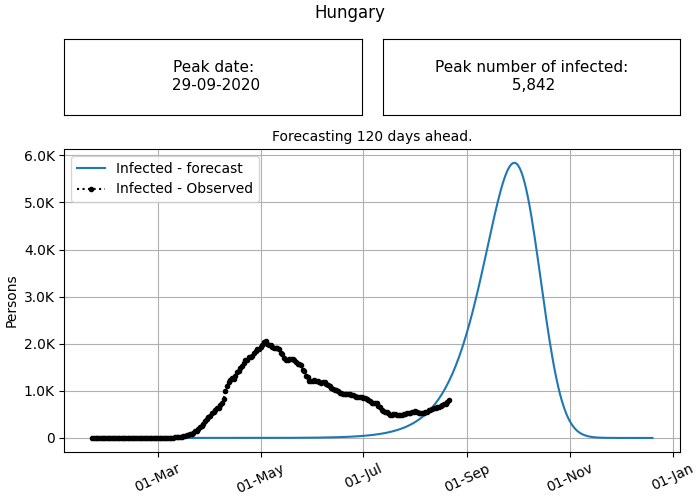 Hungary
Peak date:
29-09-2020
Peak number of infected:
5,842
Forecasting 120 days ahead.
6.0K
5.0K
4.0K
3.0K
2.0K
1.0K
0
Persons
Infected - forecast
Infected - Observed
01-Mar
01-May
01-Jul
01-Sep
01-Nov
01-Jan